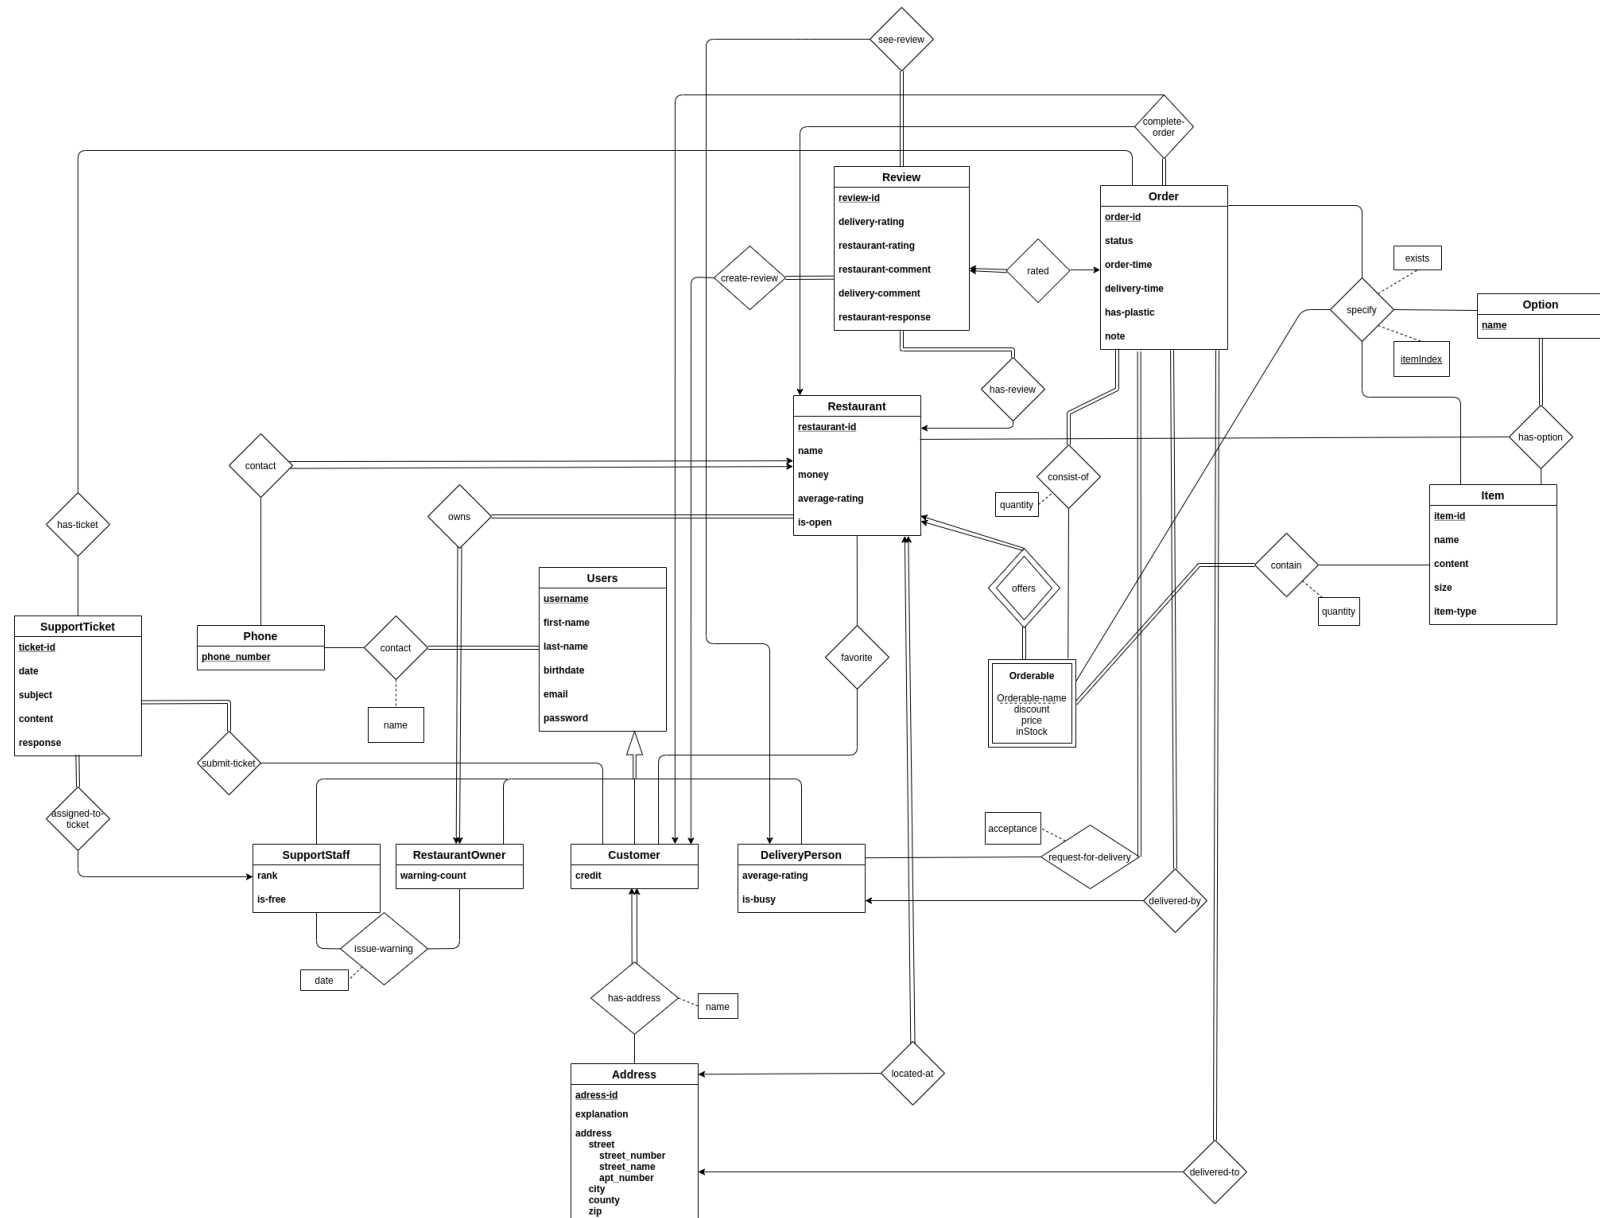 see-review
complete-
order
Review
review-id
delivery-rating
restaurant-rating
restaurant-comment
delivery-comment
restaurant-response
Order
order-id
status
order-time
delivery-time
has-plastic
note
create-review
rated
exists
specify
itemIndex
Option
name
has-review
Restaurant
restaurant-id
name
money
average-rating
is-open
has-option
contact
consist-of
quantity
owns
has-ticket
Item
item-id
name
content
size
item-type
contain
quantity
offers
Users
username
first-name
last-name
birthdate
email
password
SupportTicket
ticket-id
date
subject
content
response
Phone
phone_number
contact
name
favorite
Orderable
Orderable-name
discount
price
inStock
submit-ticket
assigned-to-
ticket
acceptance
request-for-delivery
SupportStaff
rank
is-free
RestaurantOwner
warning-count
Customer
credit
DeliveryPerson
average-rating
is-busy
delivered-by
issue-warning
date
has-address
name
located-at
Address
adress-id
explanation
address
street
street_number
street_name
apt_number
city
county
zip
delivered-to